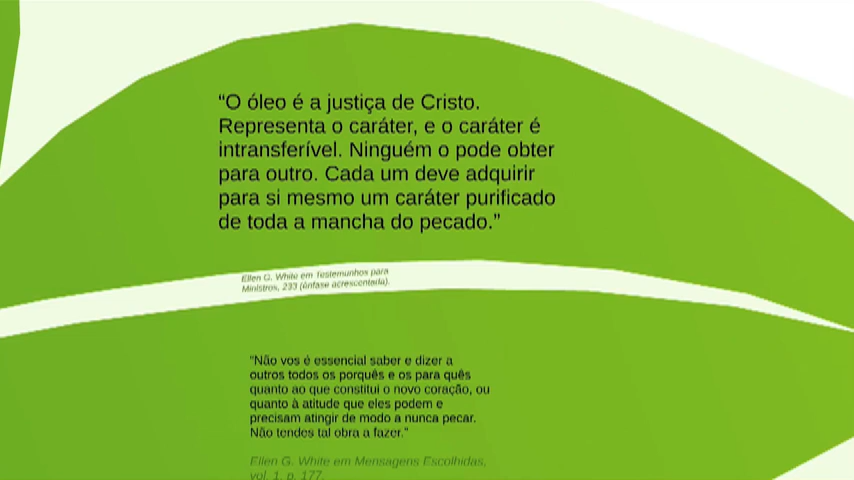 "O óleo é a justiça de Cristo.
Representa o caráter, e o caráter é
intransferível. Ninguém o pode obter
para outro. Cada um deve adquirir
para si mesmo um caráter purificado
de toda a mancha do pecado."
Ellen G. White em Testemunhos para
Ministros, 233 (ênfase acrescentada).
"Não vos é essencial saber e dizer a
outros todos os porquês e os para quês
quanto ao que constitui o novo coração, ou
quanto à atitude que eles podem e
precisam atingir de modo a nunca pecar.
Não tendes tal obra a fazer."
Ellen G. White em Mensagens Escolhidas,
vol. 1, p. 177.